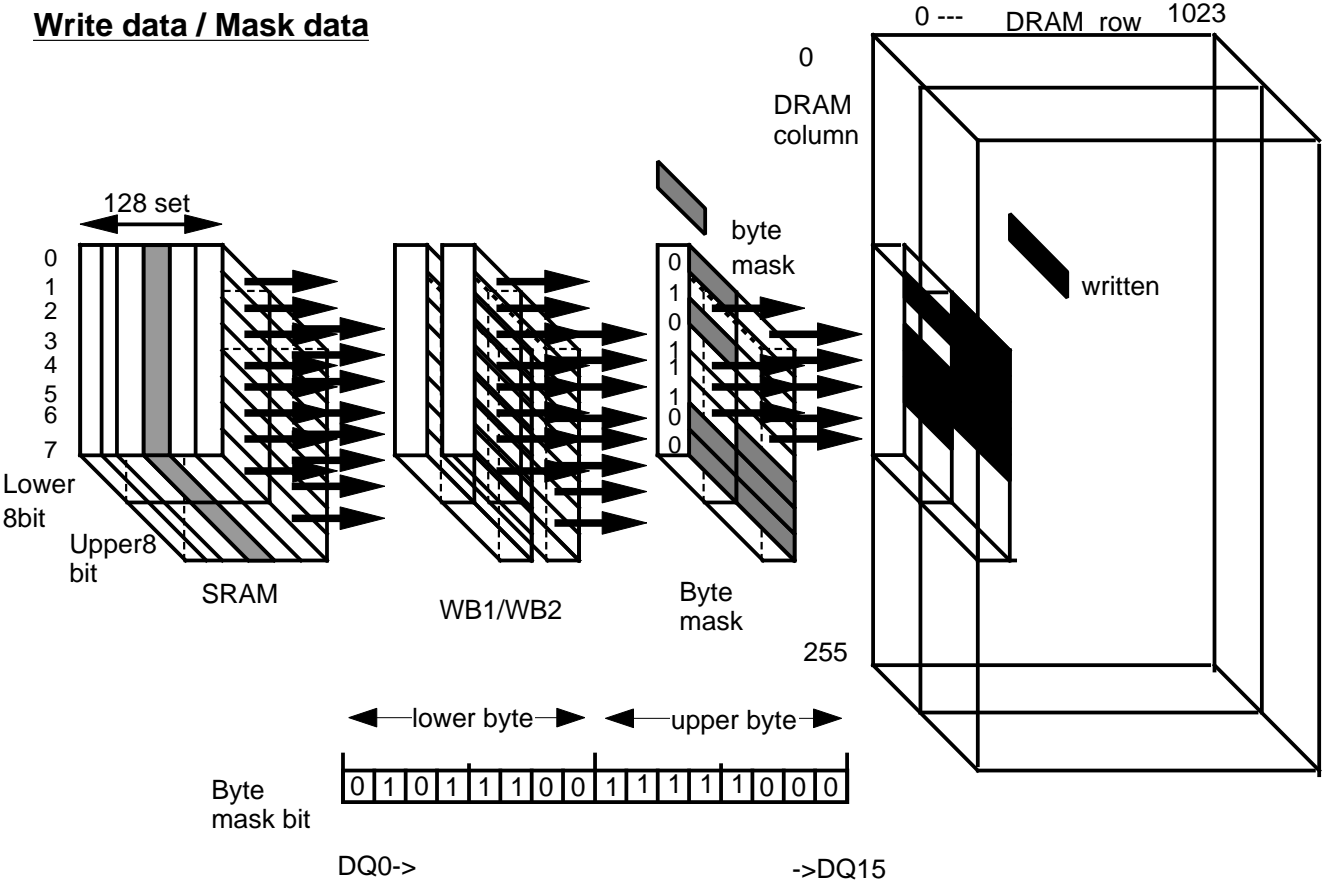 Write data / Mask data
0 --- DRAM row 1023
0
DRAM
column
128 set
byte
mask
written
0
1
2
3
4
5
6
7
0
1
0
1
1
1
0
0
Lower
8bit
Upper8
bit
SRAM
WB1/WB2
Byte
mask
255
lower byte upper byte
Byte
mask bit
0 1 0 1 1 1 0 0 1 1 1 1 1 0 0 0
DQ0-> ->DQ15